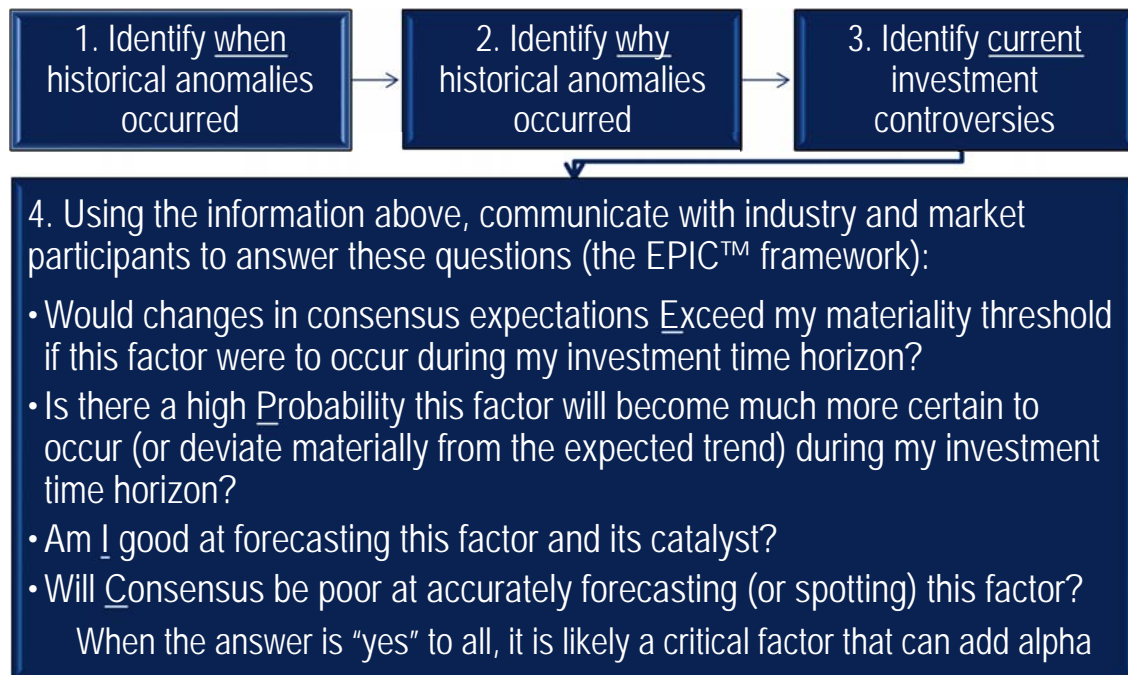 1. Identify when
historical anomalies
occurred
2. Identify why
historical anomalies
occurred
3. Identify current
investment
controversies
4. Using the information above, communicate with industry and market
participants to answer these questions (the EPIC™ framework):
• Would changes in consensus expectations Exceed my materiality threshold
if this factor were to occur during my investment time horizon?
• Is there a high Probability this factor will become much more certain to
occur (or deviate materially from the expected trend) during my investment
time horizon?
• Am I good at forecasting this factor and its catalyst?
• Will Consensus be poor at accurately forecasting (or spotting) this factor?
When the answer is “yes” to all, it is likely a critical factor that can add alpha